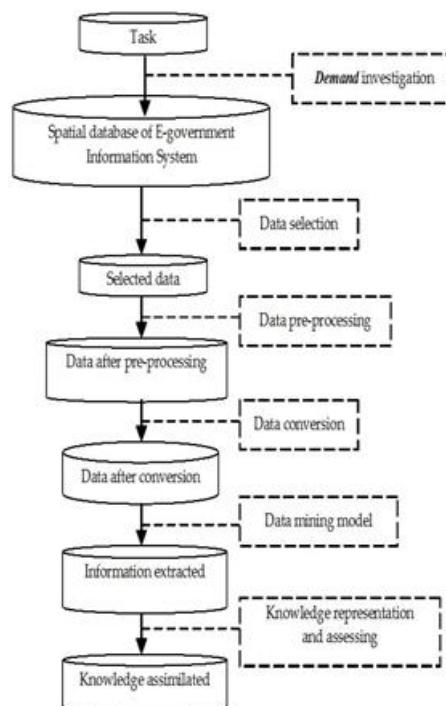 Task
Demand investigation
Spatial database of E-government
Information System
Data selection
Selected data
Data pre-processing
Data after pre-processing
Data conversion
Data after conversion
Data mining model
Information extracted
Knowledge representation
and assessing
Knowledge assimilated